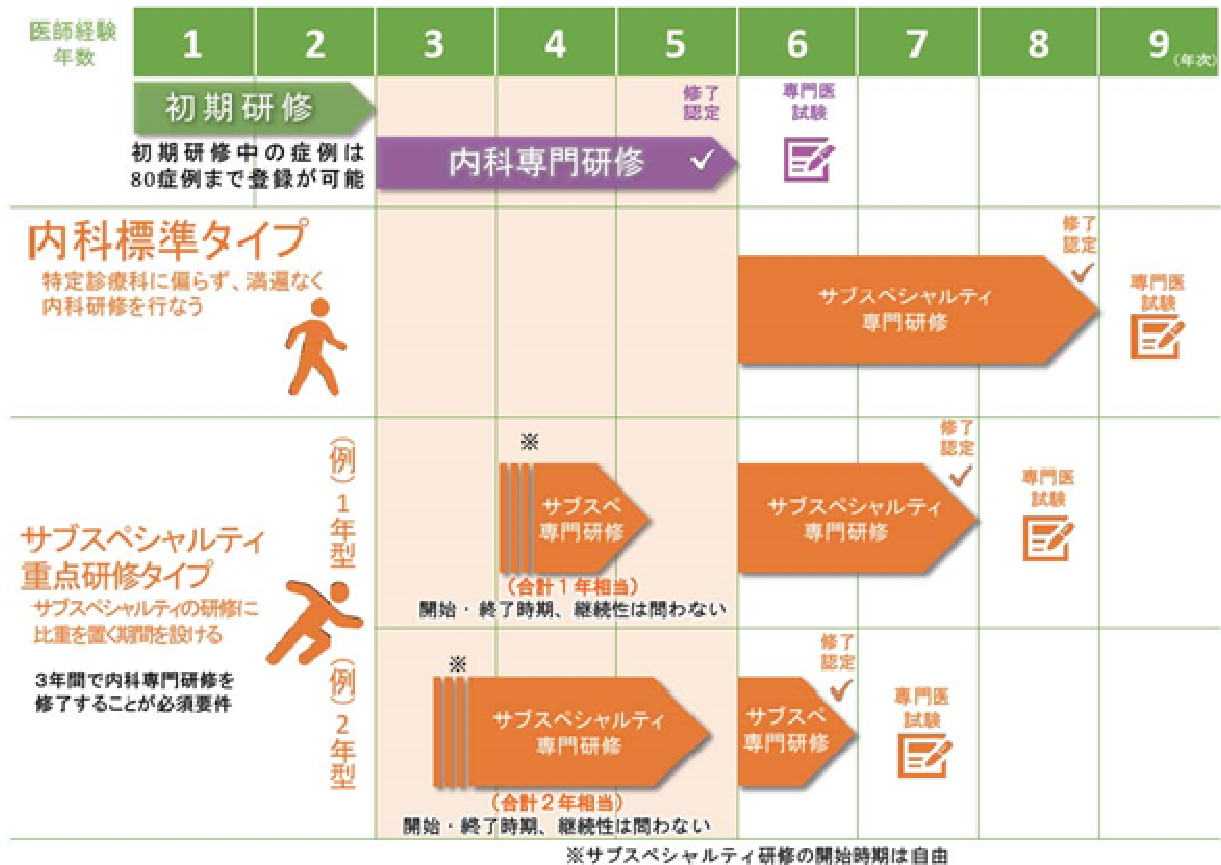 医師経験
年数
1
2
3
4
5
6
7
8
9(年次)
初期研修
初期研修中の症例は
80症例まで登録が可能
修了
認定
内科専門研修
専門医
試験
内科標準タイプ
特定診療科に偏らず、満遍なく
内科研修を行なう
サブスペシャルティ
専門研修
修了
認定
専門医
試験
サブスペシャルティ
重点研修タイプ
サブスペシャルティの研修に
比重を置く期間を設ける
3年間で内科専門研修を
修了することが必須要件
(例)1年型
※
サブスペ
専門研修
(合計1年相当)
開始・終了時期、継続性は問わない
サブスペシャルティ
専門研修
修了
認定
専門医
試験
(例)2年型
※
サブスペシャルティ
専門研修
(合計2年相当)
開始・終了時期、継続性は問わない
サブスペ
専門研修
修了
認定
専門医
試験
※サブスペシャルティ研修の開始時期は自由